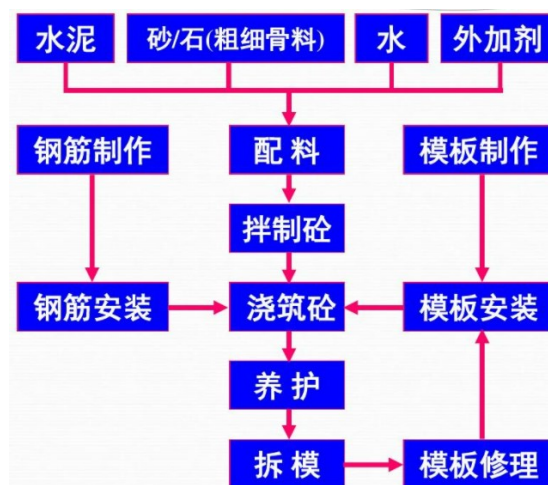 水泥 砂/石(粗细骨料) 水 外加剂
钢筋制作 配料 模板制作
拌制砼
钢筋安装 浇筑砼 模板安装
养护
拆模 模板修理